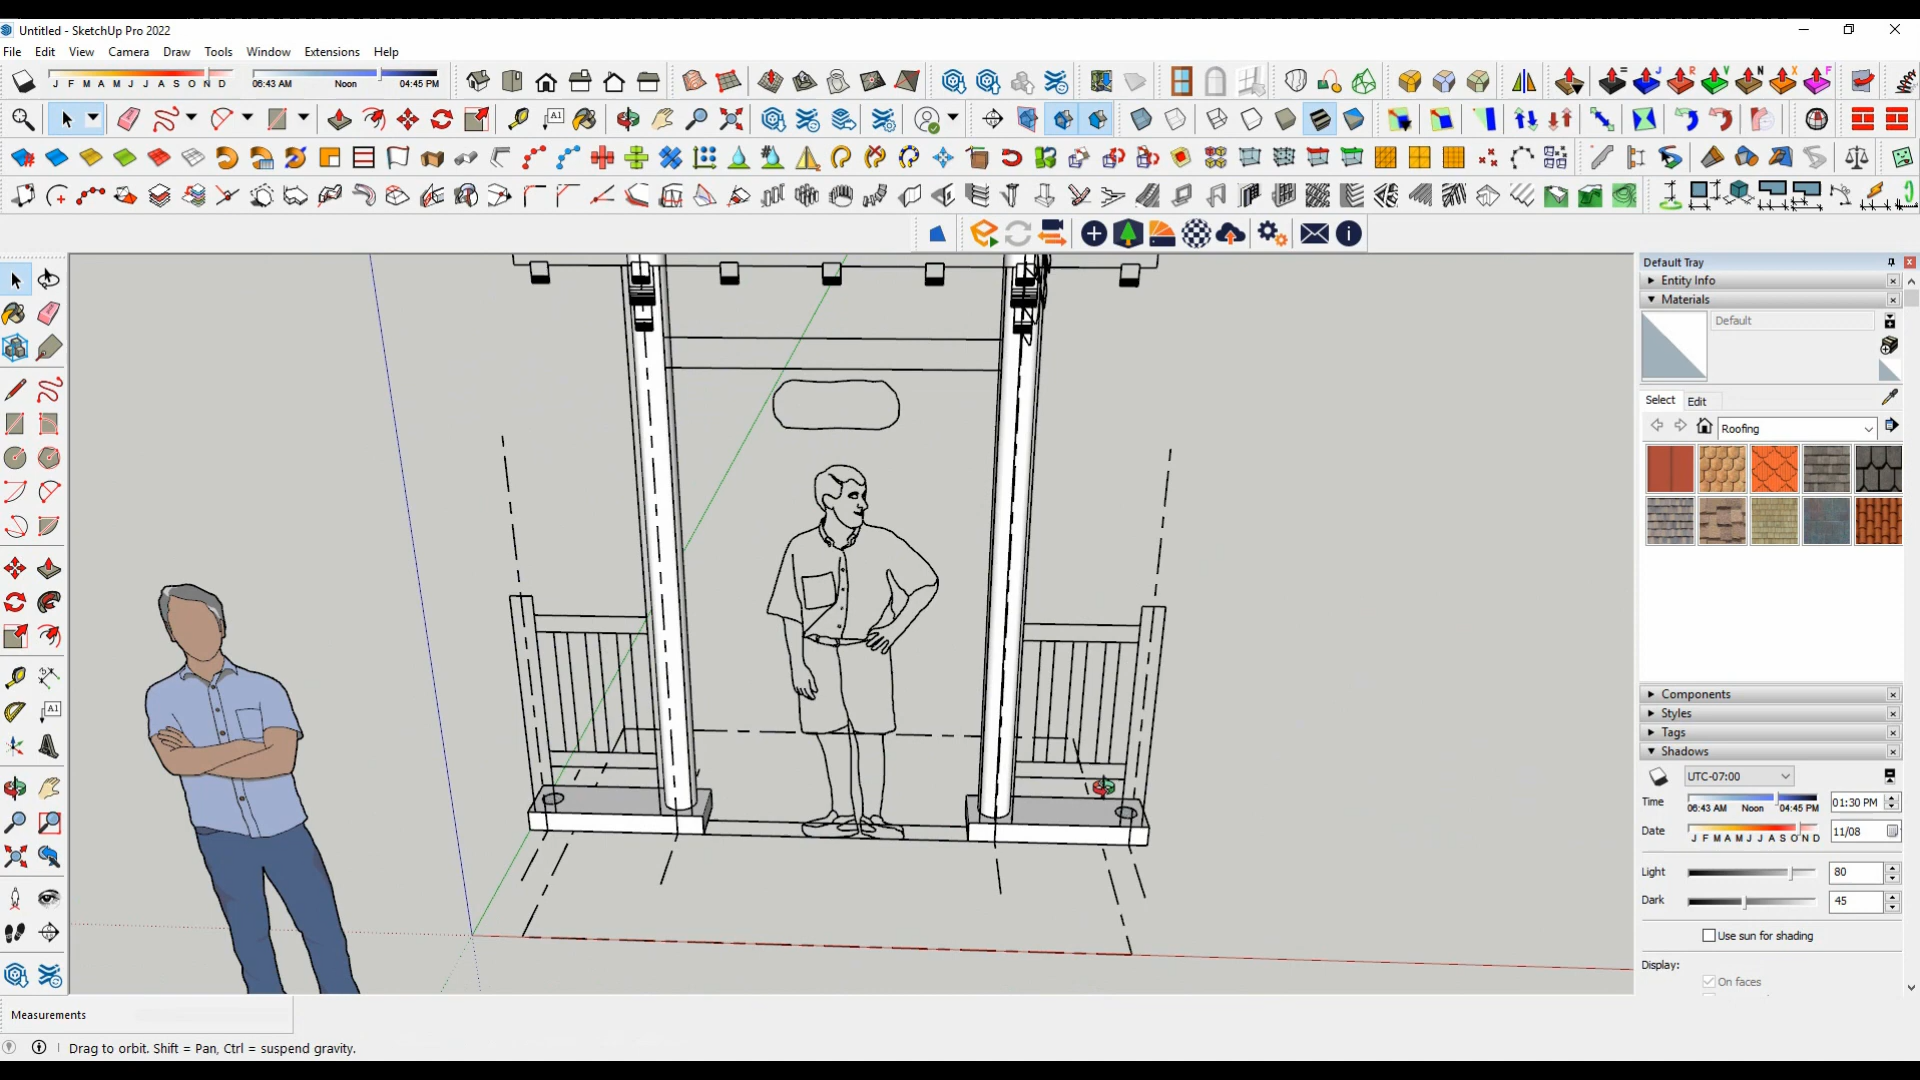 Untitled - SketchUp Pro 2022
File Edit View Camera Draw Tools Window Extensions Help
J F M A M J J A S O N D 06:43 AM Noon 04:45 PM
A1
Default Tray
Entity Info
Materials
Default
Select Edit
Roofing
A1
Components
Styles
Tags
Shadows
UTC-07:00
Time 06:43 AM Noon 04:45 PM 01:30 PM
Date J F M A M J J A S O N D 11/08
Light 80
Dark 45
Use sun for shading
Display:
On faces
Measurements
Drag to orbit. Shift = Pan, Ctrl = suspend gravity.